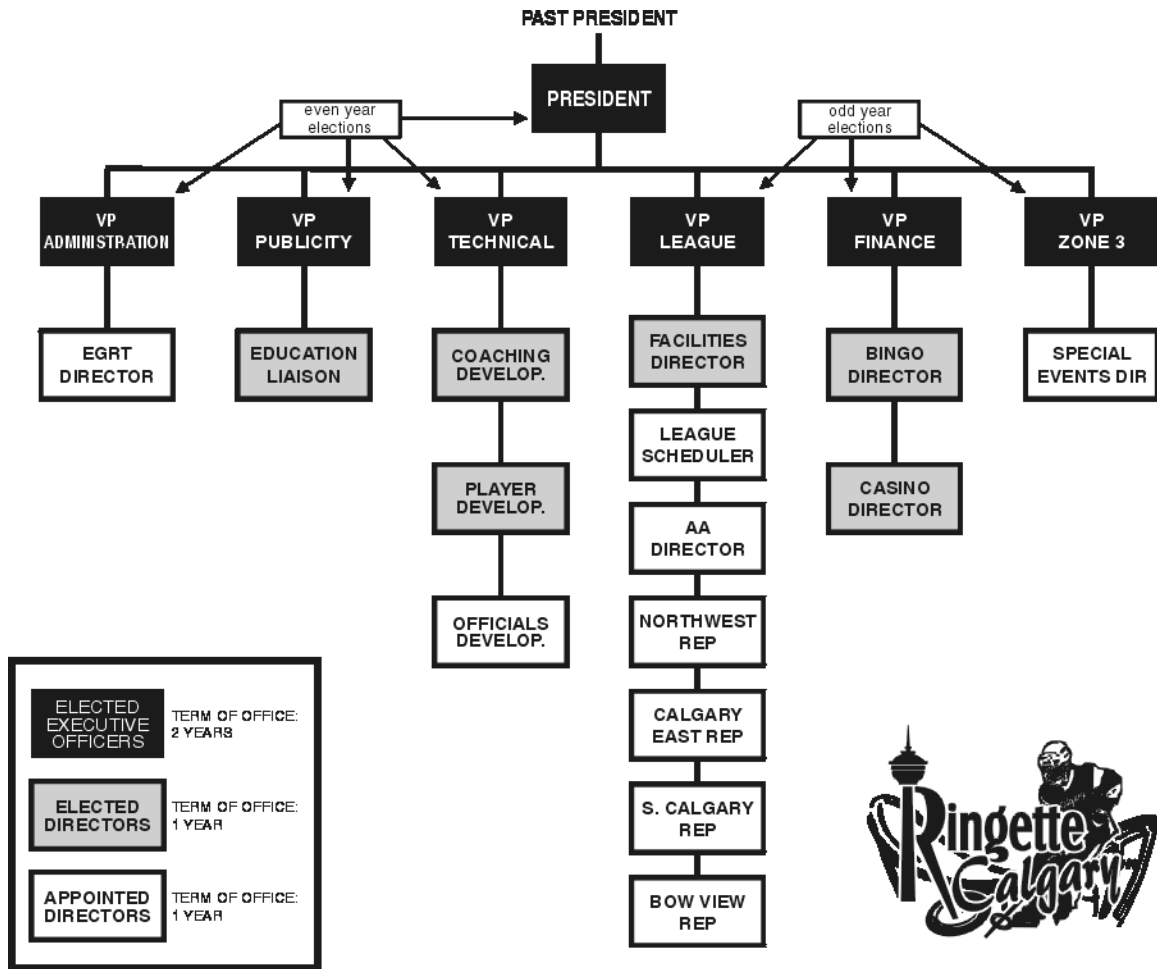 PAST PRESIDENT
PRESIDENT
even year
elections
odd year
elections
VP
ADMINISTRATION
VP
PUBLICITY
VP
TECHNICAL
VP
LEAGUE
VP
FINANCE
VP
ZONE 3
EGRT
DIRECTOR
EDUCATION
LIAISON
COACHING
DEVELOP.
FACILITIES
DIRECTOR
BINGO
DIRECTOR
SPECIAL
EVENTS DIR
LEAGUE
SCHEDULER
PLAYER
DEVELOP.
CASINO
DIRECTOR
AA
DIRECTOR
OFFICIALS
DEVELOP.
NORTHWEST
REP
CALGARY
EAST REP
S. CALGARY
REP
BOW VIEW
REP
ELECTED
EXECUTIVE
OFFICERS
TERM OF OFFICE:
2 YEARS
ELECTED
DIRECTORS
TERM OF OFFICE:
1 YEAR
APPOINTED
DIRECTORS
TERM OF OFFICE:
1 YEAR
Ringette
Calgary